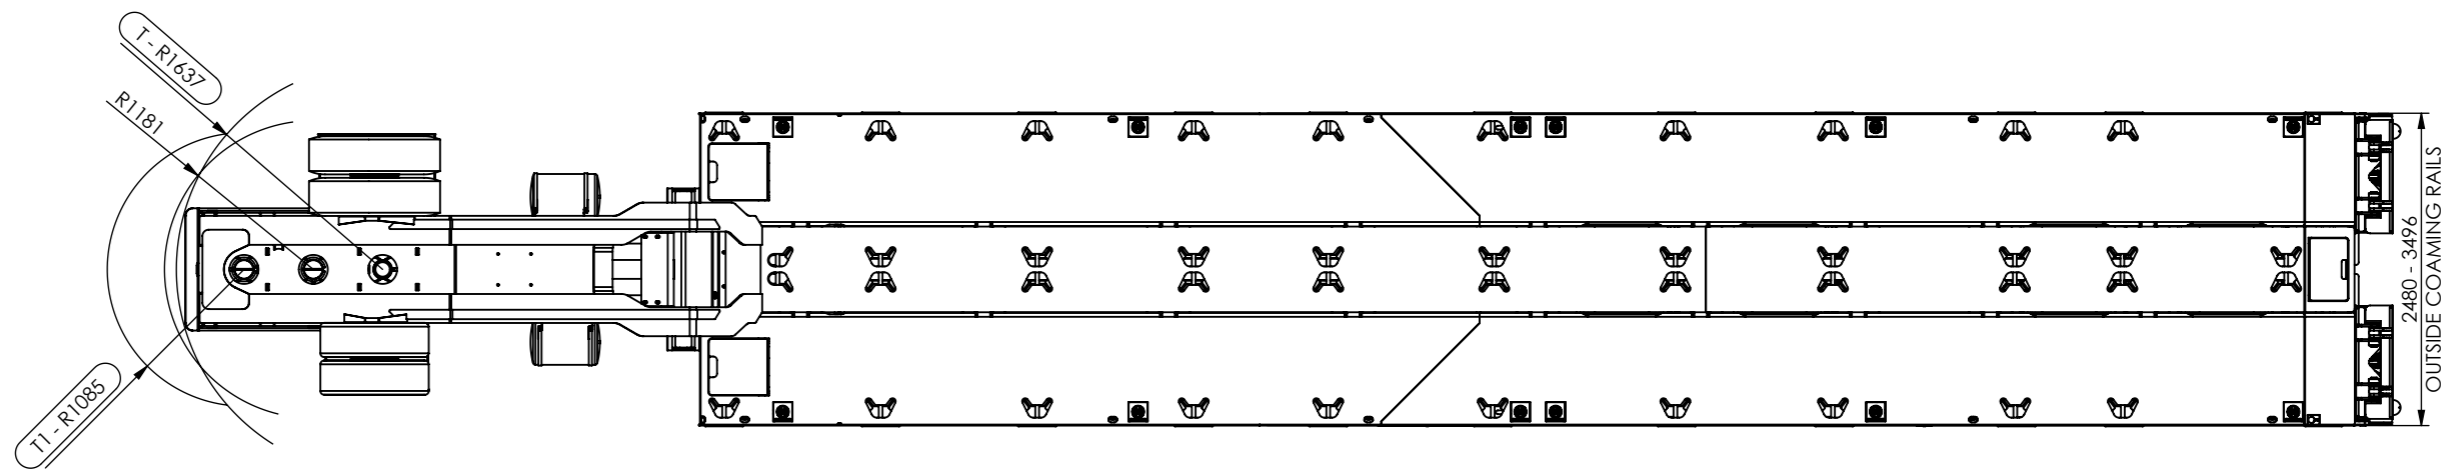 T - R1637
R1181
T1 - R1085
2480 - 3496
OUTSIDE COAMING RAILS